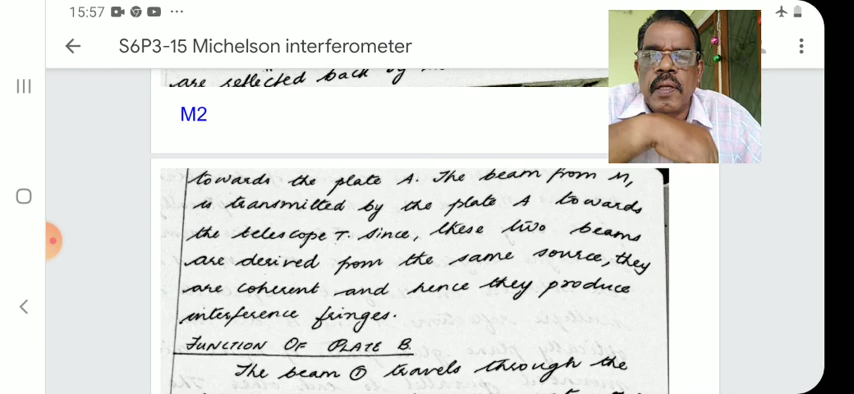 15:57
S6P3-15 Michelson interferometer
are reflected back by
M2
towards the plate A. The beam from M,
is transmitted by the plate A towards
the telescope T. Since, these two beams
are derived from the same source, they
are coherent and hence they produce
interference fringes.
FUNCTION OF PLATE B.
The beam ① travels through the